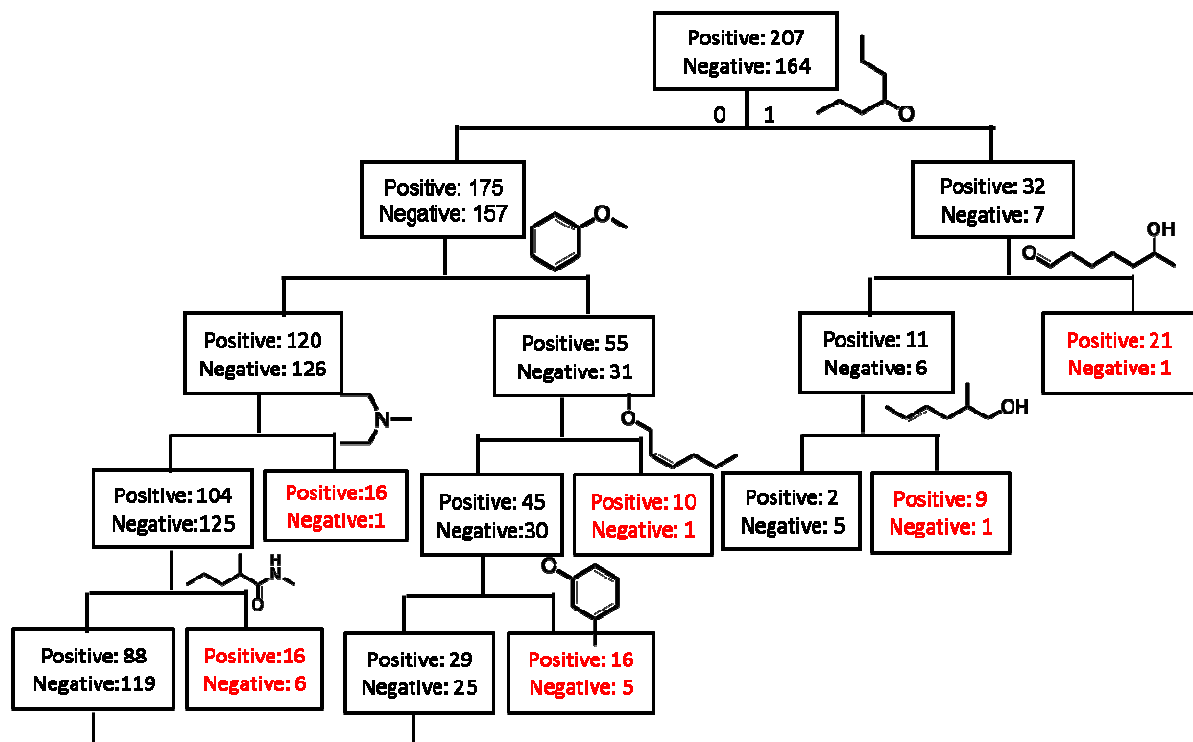 Positive: 207
Negative: 164
0 1
O
Positive: 175
Negative: 157
Positive: 32
Negative: 7
O
O
OH
Positive: 120
Negative: 126
Positive: 55
Negative: 31
Positive: 11
Negative: 6
Positive: 21
Negative: 1
N
O
OH
Positive: 104
Negative:125
Positive:16
Negative:1
Positive: 45
Negative:30
Positive: 10
Negative: 1
Positive: 2
Negative: 5
Positive: 9
Negative: 1
H
N
O
O
Positive: 88
Negative:119
Positive:16
Negative: 6
Positive: 29
Negative: 25
Positive: 16
Negative: 5